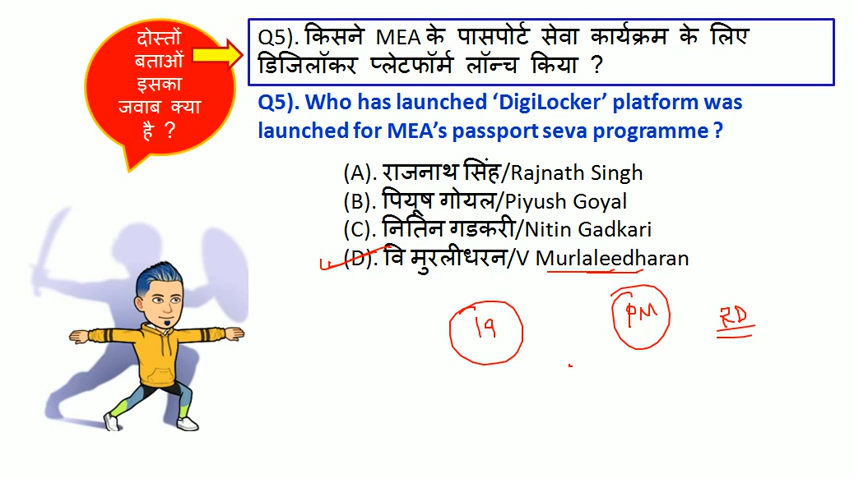 दोस्तों
बताओं
इसका
जवाब क्या
है ?
Q5). किसने MEA के पासपोर्ट सेवा कार्यक्रम के लिए
डिजिलॉकर प्लेटफॉर्म लॉन्च किया ?
Q5). Who has launched ‘DigiLocker’ platform was
launched for MEA’s passport seva programme ?
(A). राजनाथ सिंह/Rajnath Singh
(B). पियूष गोयल/Piyush Goyal
(C). नितिन गडकरी/Nitin Gadkari
(D). वि मुरलीधरन/V Murlaleedharan
19
PM
RD